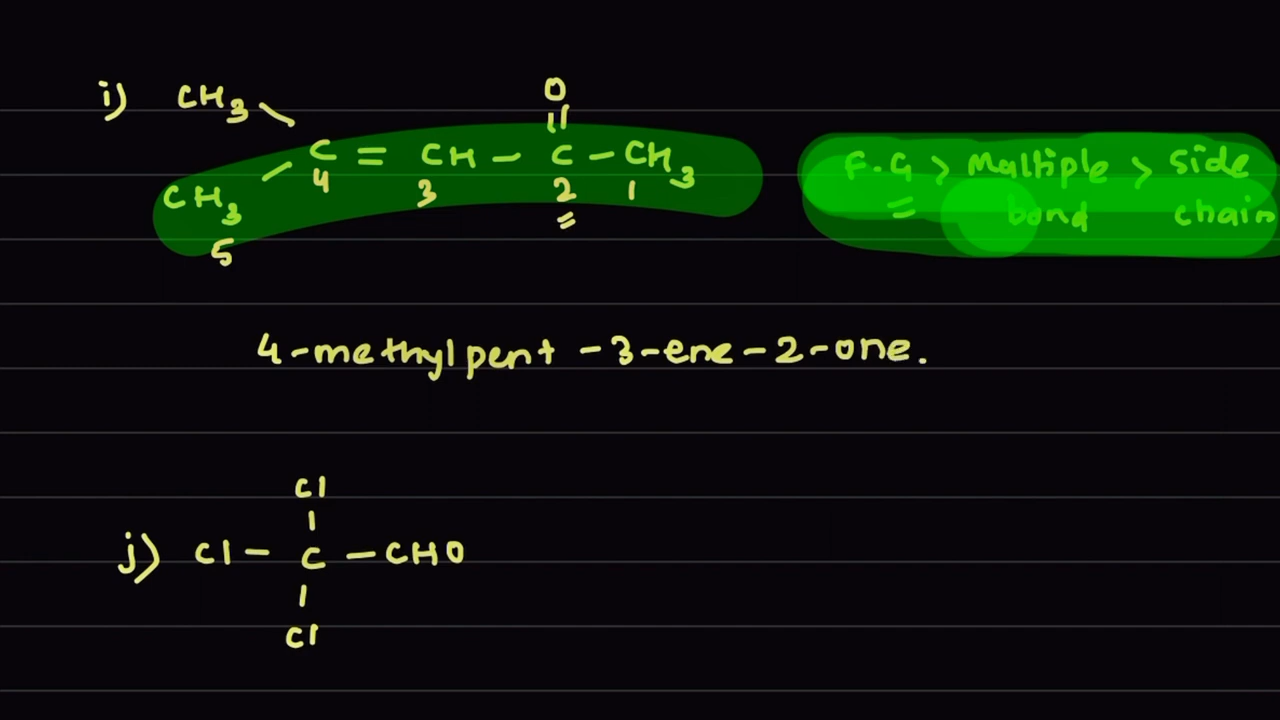 i) CH3 O
C = CH – C – CH3 F.G > Multiple > side
CH3 4 3 2 1 bond chain
5
4-methylpent-3-ene-2-one.
Cl
j) Cl – C – CHO
Cl